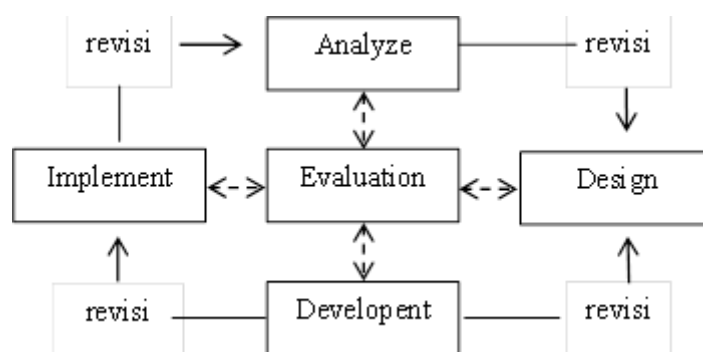 revisi
Analyze
revisi
Implement
Evaluation
Design
revisi
Developent
revisi